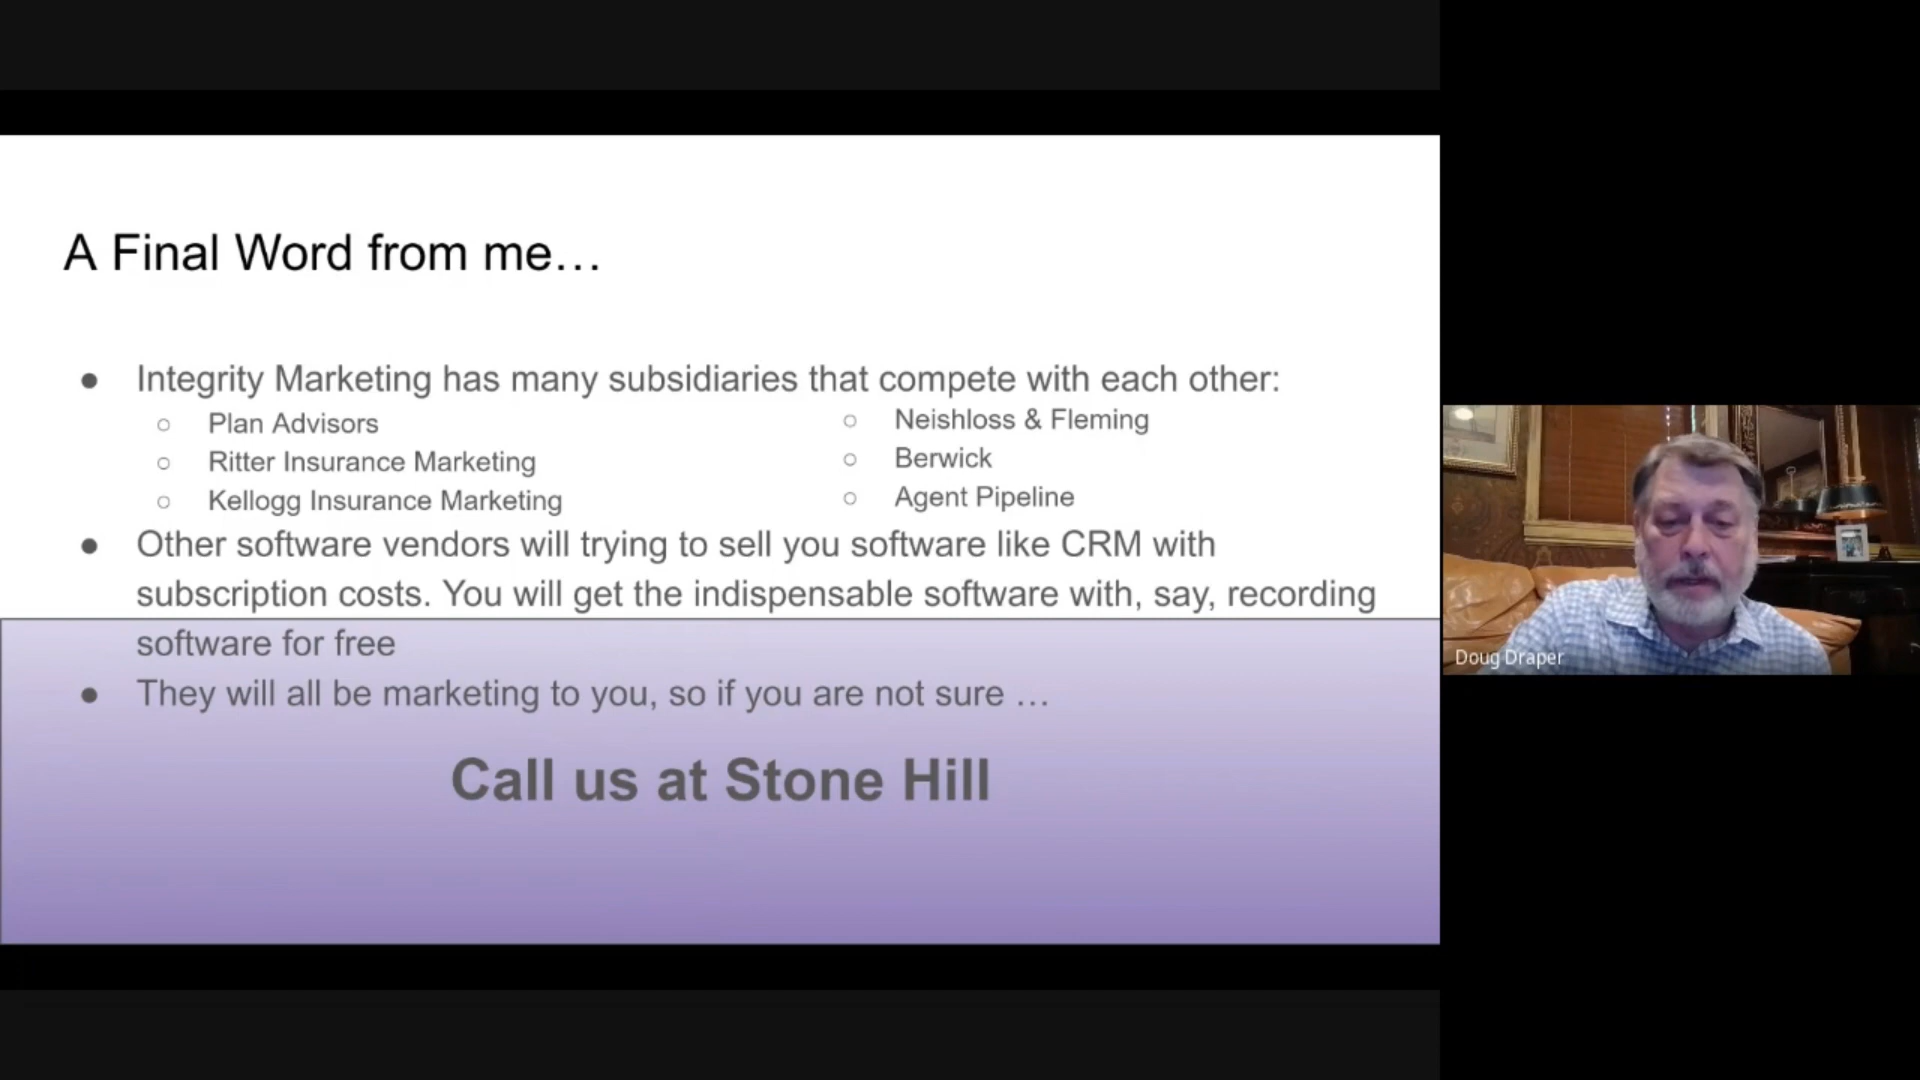 A Final Word from me…
● Integrity Marketing has many subsidiaries that compete with each other:
○ Plan Advisors
○ Ritter Insurance Marketing
○ Kellogg Insurance Marketing
○ Neishloss & Fleming
○ Berwick
○ Agent Pipeline
● Other software vendors will trying to sell you software like CRM with
subscription costs. You will get the indispensable software with, say, recording
software for free
● They will all be marketing to you, so if you are not sure …
Call us at Stone Hill
Doug Draper